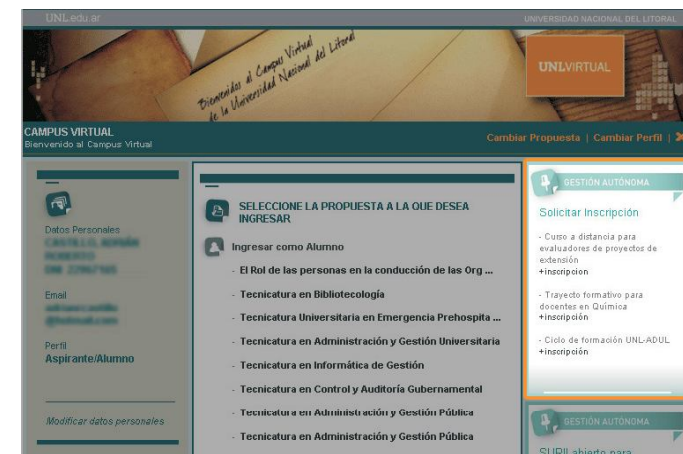 UNL.edu.ar
UNIVERSIDAD NACIONAL DEL LITORAL
Bienvenidos al Campus Virtual
de la Universidad Nacional del Litoral
UNLVIRTUAL
CAMPUS VIRTUAL
Bienvenido al Campus Virtual
Cambiar Propuesta | Cambiar Perfil |
Datos Personales
Email
Perfil
Aspirante/Alumno
Modificar datos personales
SELECCIONE LA PROPUESTA A LA QUE DESEA
INGRESAR
Ingresar como Alumno
- El Rol de las personas en la conducción de las Org ...
- Tecnicatura en Bibliotecología
- Tecnicatura Universitaria en Emergencia Prehospita ...
- Tecnicatura en Administración y Gestión Universitaria
- Tecnicatura en Informática de Gestión
- Tecnicatura en Control y Auditoría Gubernamental
- Tecnicatura en Administración y Gestión Pública
- Tecnicatura en Administración y Gestión Pública
GESTIÓN AUTÓNOMA
Solicitar Inscripción
- Curso a distancia para
evaluadores de proyectos de
extensión
+inscripcion
- Trayecto formativo para
docentes en Química
+inscripción
- Ciclo de formación UNL-ADUL
+inscripción
GESTIÓN AUTÓNOMA
abierto para